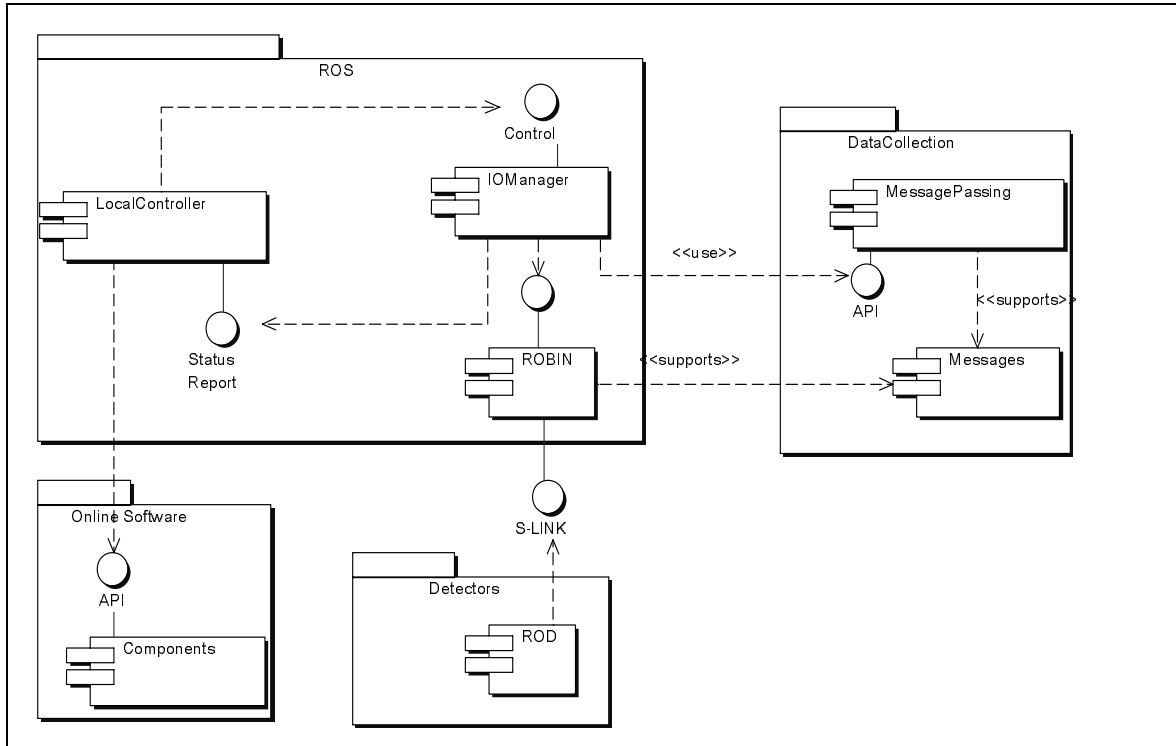 ROS
Control
DataCollection
IOManager
MessagePassing
LocalController
<<use>>
API
<<supports>>
Status
Report
ROBIN
<<supports>>
Messages
Online Software
S-LINK
API
Detectors
ROD
Components